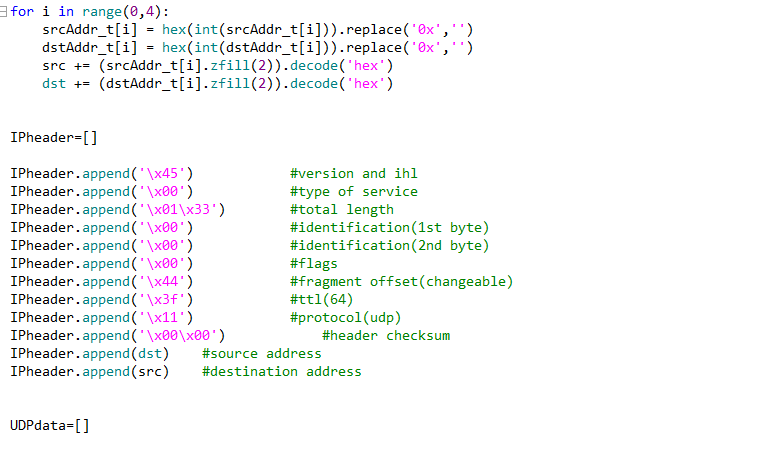 for i in range(0,4):
    srcAddr_t[i] = hex(int(srcAddr_t[i])).replace('0x','')
    dstAddr_t[i] = hex(int(dstAddr_t[i])).replace('0x','')
    src += (srcAddr_t[i].zfill(2)).decode('hex')
    dst += (dstAddr_t[i].zfill(2)).decode('hex')
IPheader=[]
IPheader.append('\x45')            #version and ihl
IPheader.append('\x00')            #type of service
IPheader.append('\x01\x33')        #total length
IPheader.append('\x00')            #identification(1st byte)
IPheader.append('\x00')            #identification(2nd byte)
IPheader.append('\x00')            #flags
IPheader.append('\x44')            #fragment offset(changeable)
IPheader.append('\x3f')            #ttl(64)
IPheader.append('\x11')            #protocol(udp)
IPheader.append('\x00\x00')            #header checksum
IPheader.append(dst)    #source address
IPheader.append(src)    #destination address
UDPdata=[]